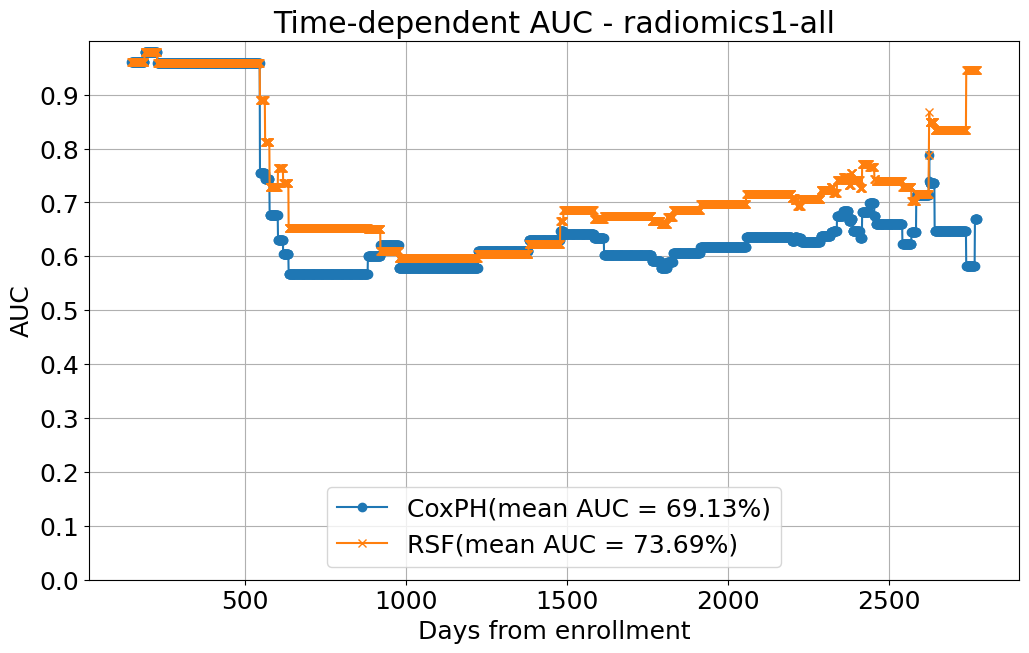 Time-dependent AUC - radiomics1-all
AUC
0.9
0.8
0.7
0.6
0.5
0.4
0.3
0.2
0.1
0.0
CoxPH(mean AUC = 69.13%)
RSF(mean AUC = 73.69%)
500 1000 1500 2000 2500
Days from enrollment